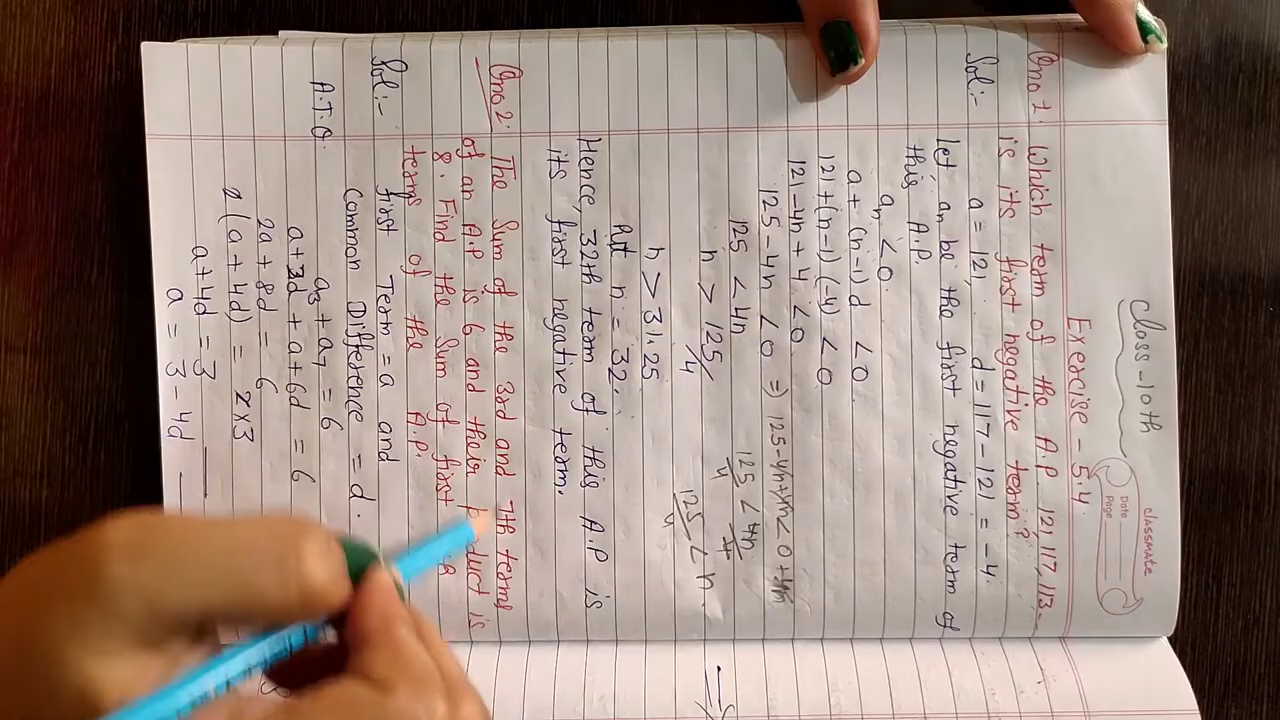 Class-10th
CLASSMATE
Date
Page
Exercise - 5.4
Qno 1. Which term of the A.P 121, 117, 113 -
is its first negative term?
Sol:- a = 121, d = 117 - 121 = -4.
Let an be the first negative term of
this A.P.
an < 0.
a + (n-1) d < 0
121 + (n-1) (-4) < 0
121 - 4n + 4 < 0
125 - 4n < 0 ⇒ 125 - 4n + 4n < 0 + 4n
125 < 4n
125/4 < 4n/4
n > 125/4
125/4 < n.
n > 31.25
Put n = 32.
Hence, 32th term of this A.P is
its first negative term.
Qno 2. The Sum of the 3rd and 7th terms
of an A.P is 6 and their product is
8. Find the Sum of first
terms of the A.P.
Sol:- first Term = a and
Common Difference = d.
A.T.Q. a3 + a7 = 6
a + 3d + a + 6d = 6
2a + 8d = 6
2 (a + 4d) = 2 x 3
a + 4d = 3
a = 3 - 4d